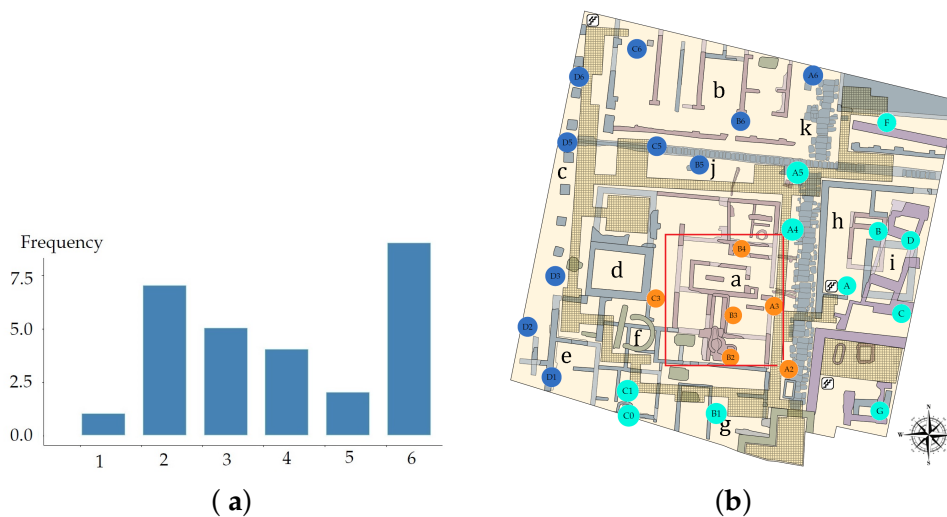 Frequency
7.5
5.0
2.5
0.0
1 2 3 4 5 6
( a)
C6
D6
A6
b
B6
k
F
D5
C5
B5
j
A5
c
h
A4
B
D
B4
i
d
D3
a
A
C3
A3
B3
C
D2
f
e
B2
A2
D1
C1
C0
B1
G
g
N
W E
S
(b)